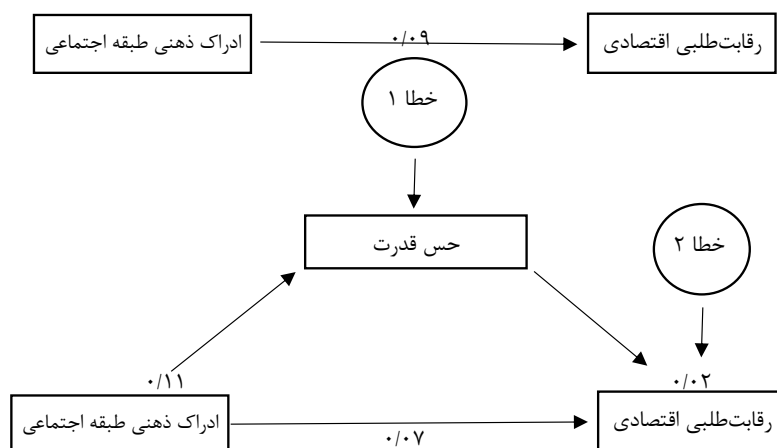 ادراک ذهنی طبقه اجتماعی
۰/۰۹
رقابت‌طلبی اقتصادی
خطا ۱
حس قدرت
خطا ۲
۰/۱۱
۰/۰۲
ادراک ذهنی طبقه اجتماعی
۰/۰۷
رقابت‌طلبی اقتصادی